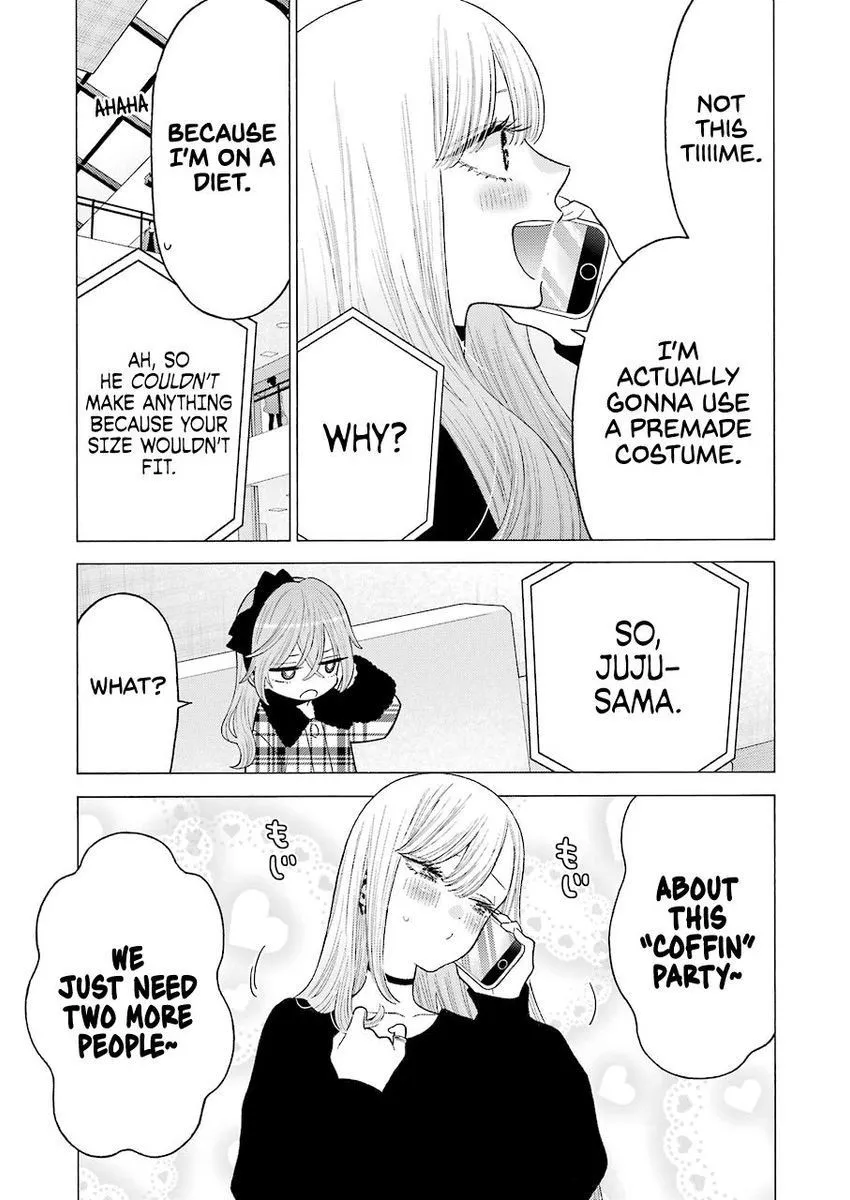 NOT
THIS
TIIIIME.
I'M
ACTUALLY
GONNA USE
A PREMADE
COSTUME.
WHY?
BECAUSE
I'M ON A
DIET.
AHAHA
AH, SO
HE COULDN'T
MAKE ANYTHING
BECAUSE YOUR
SIZE WOULDN'T
FIT.
SO,
JUJU-
SAMA.
WHAT?
ABOUT
THIS
"COFFIN"
PARTY~
もじ
もじ
WE
JUST NEED
TWO MORE
PEOPLE~